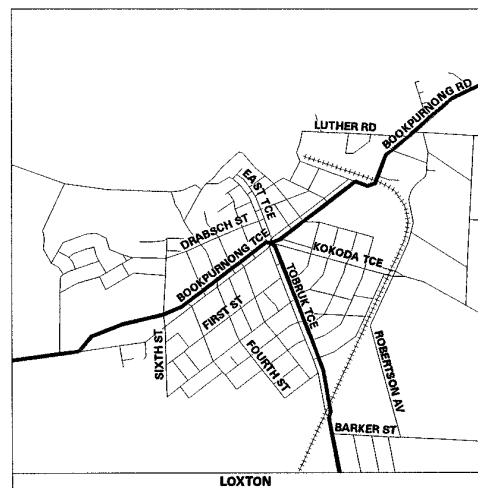 BOOKPURNONG RD
LUTHER RD
EAST TCE
DRABSCH ST
BOOKPURNONG TCE
KOKODA TCE
TOBRUK TCE
FIRST ST
SIXTH ST
FOURTH ST
ROBERTSON AV
BARKER ST
LOXTON